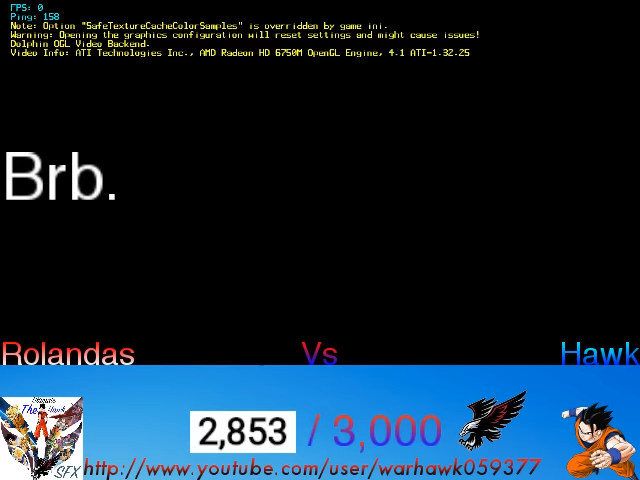 FPS: 0
Ping: 158
Note: Option "SafeTextureCacheColorSamples" is overridden by game ini.
Warning: Opening the graphics configuration will reset settings and might cause issues!
Dolphin OGL Video Backend.
Video Info: ATI Technologies Inc., AMD Radeon HD 6750M OpenGL Engine, 4.1 ATI-1.32.25
Brb.
Rolandas Vs Hawk
The Hawk
2,853 / 3,000
SFX
http://www.youtube.com/user/warhawk059377